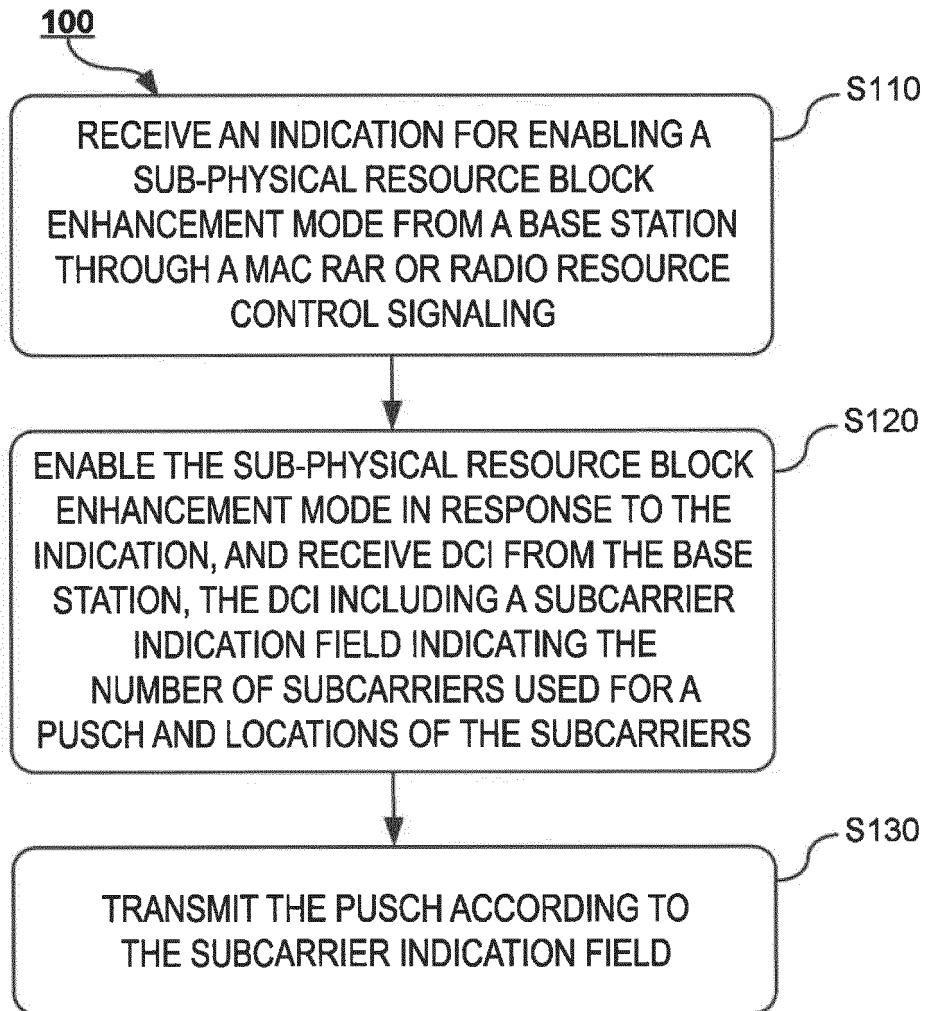 100
S110
RECEIVE AN INDICATION FOR ENABLING A
SUB-PHYSICAL RESOURCE BLOCK
ENHANCEMENT MODE FROM A BASE STATION
THROUGH A MAC RAR OR RADIO RESOURCE
CONTROL SIGNALING
S120
ENABLE THE SUB-PHYSICAL RESOURCE BLOCK
ENHANCEMENT MODE IN RESPONSE TO THE
INDICATION, AND RECEIVE DCI FROM THE BASE
STATION, THE DCI INCLUDING A SUBCARRIER
INDICATION FIELD INDICATING THE
NUMBER OF SUBCARRIERS USED FOR A
PUSCH AND LOCATIONS OF THE SUBCARRIERS
S130
TRANSMIT THE PUSCH ACCORDING TO
THE SUBCARRIER INDICATION FIELD